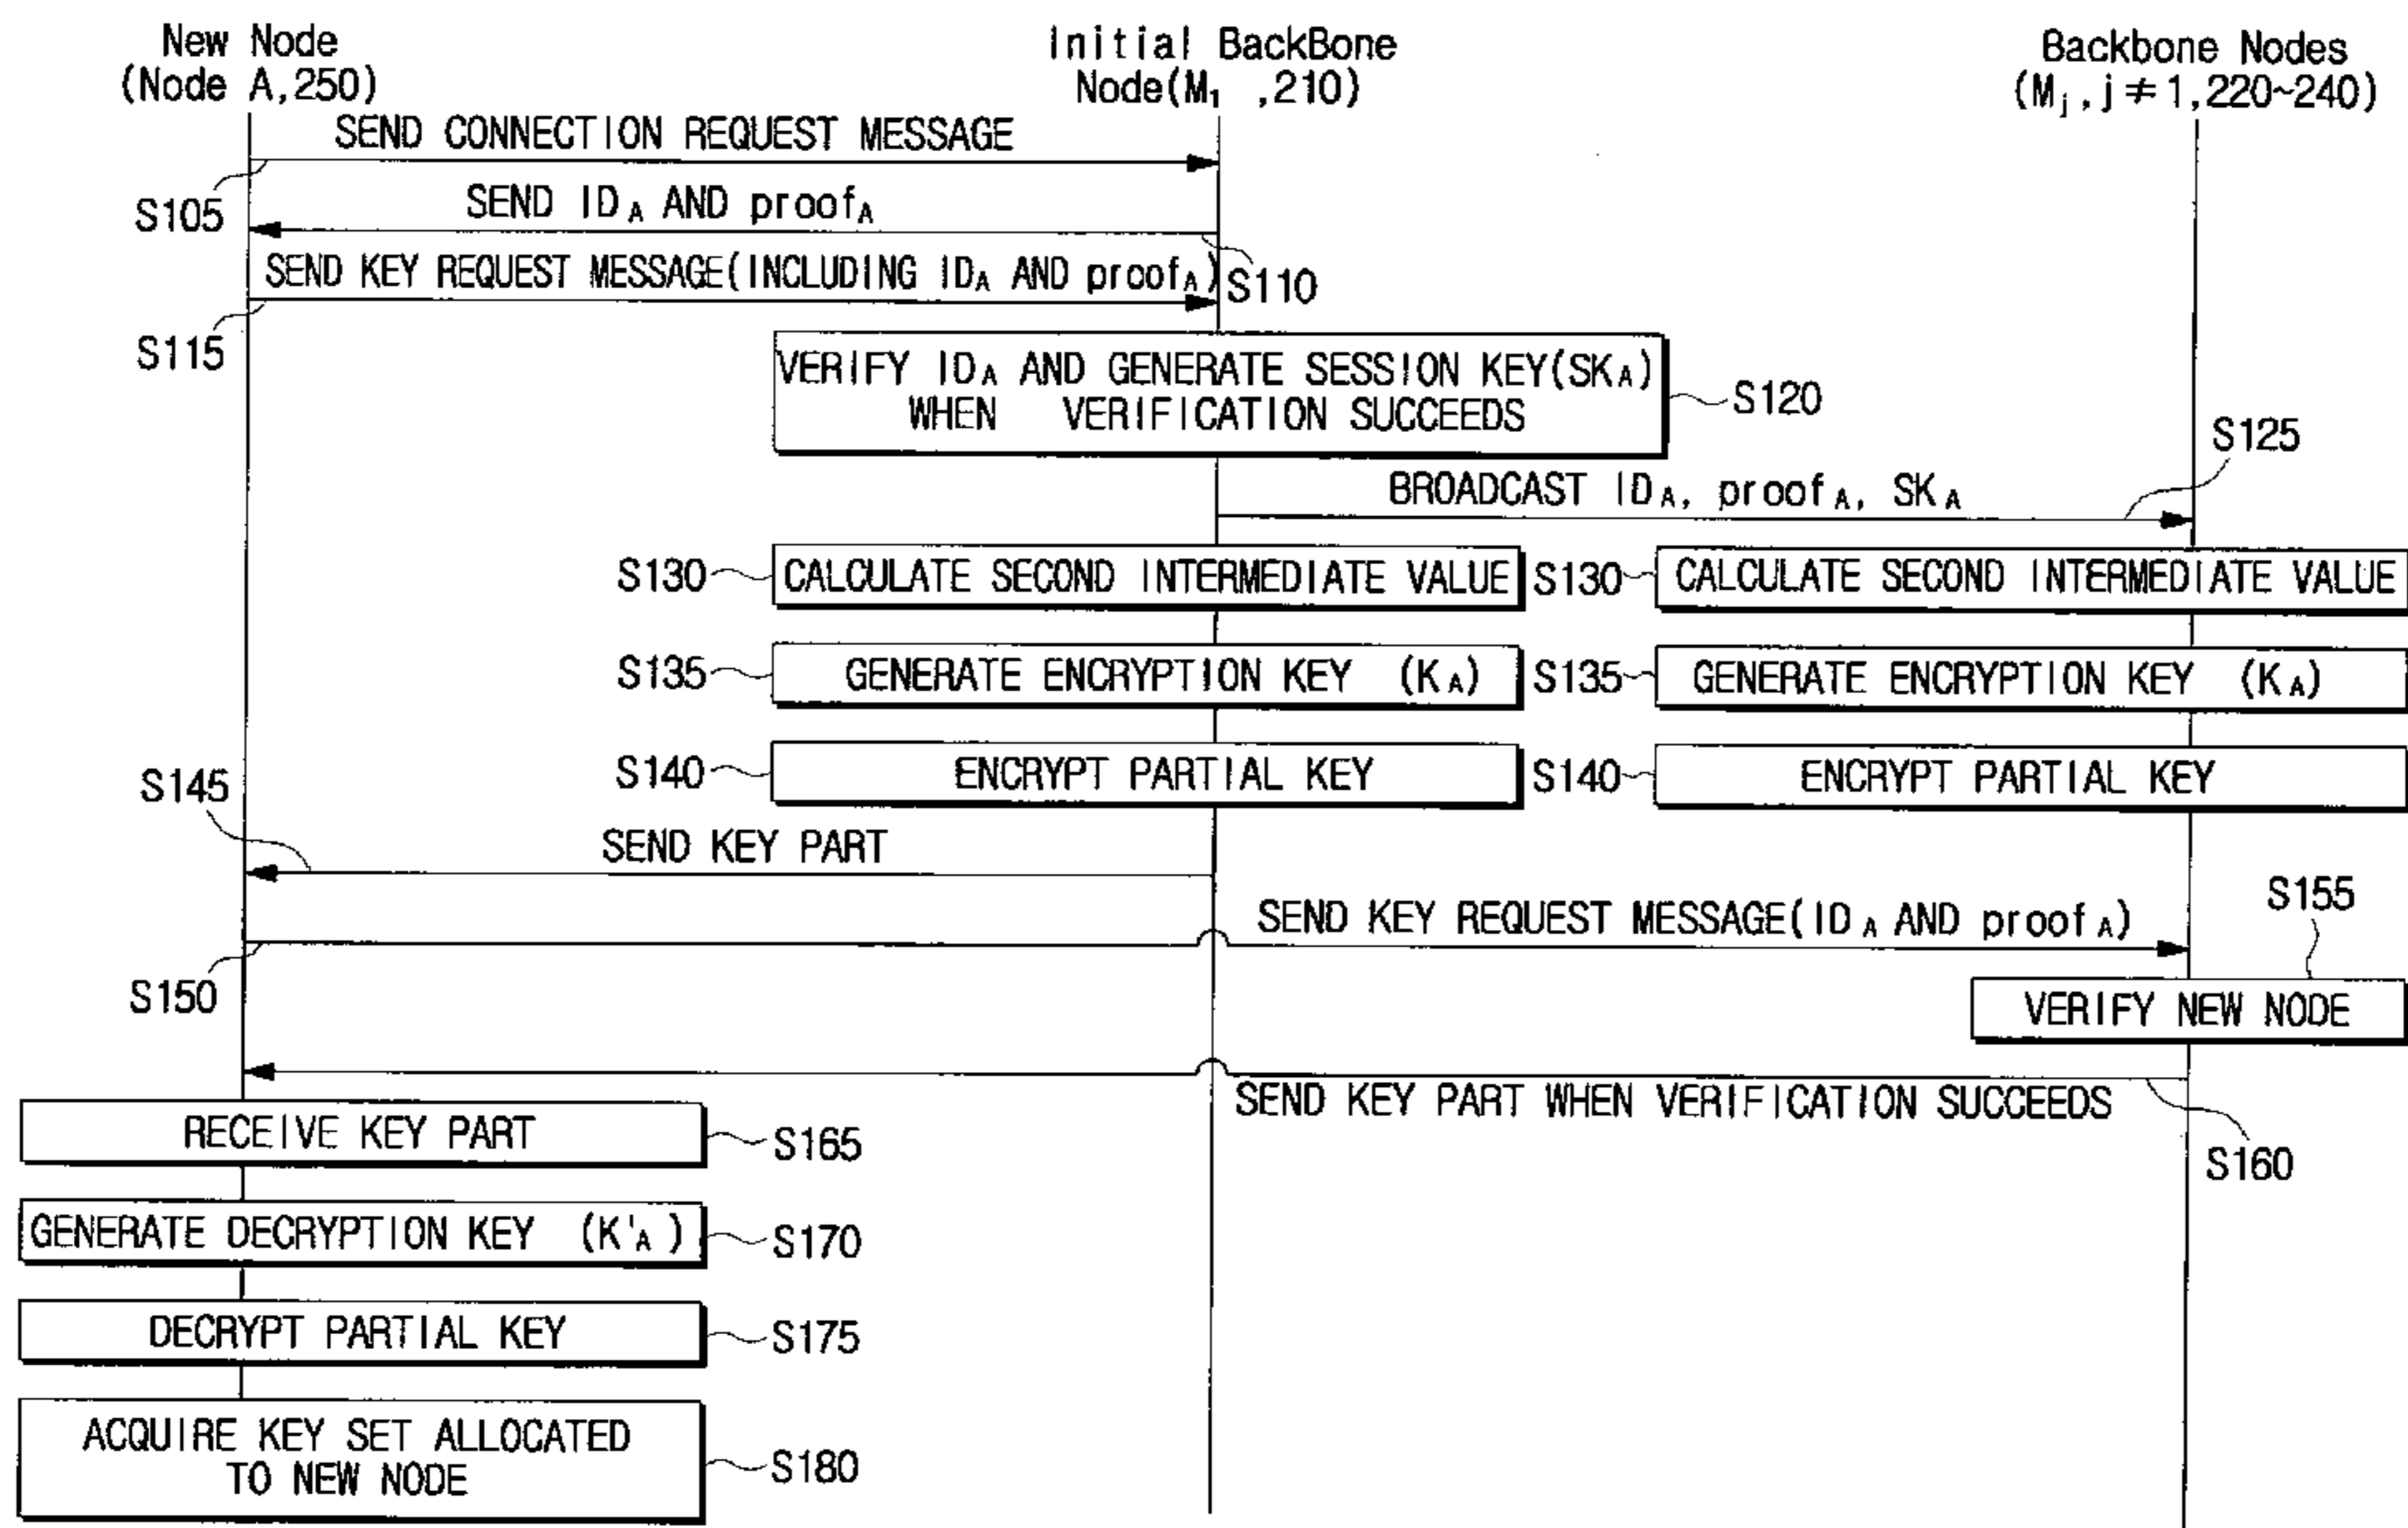 New Node
(Node A,250)
Initial BackBone
Node(M1 ,210)
Backbone Nodes
(Mj,j≠1,220~240)
SEND CONNECTION REQUEST MESSAGE
S105
SEND IDA AND proofA
S110
SEND KEY REQUEST MESSAGE(INCLUDING IDA AND proofA)
S115
VERIFY IDA AND GENERATE SESSION KEY(SKA)
WHEN VERIFICATION SUCCEEDS
S120
S125
BROADCAST IDA, proofA, SKA
S130
CALCULATE SECOND INTERMEDIATE VALUE
S130
CALCULATE SECOND INTERMEDIATE VALUE
S135
GENERATE ENCRYPTION KEY (KA)
S135
GENERATE ENCRYPTION KEY (KA)
S140
ENCRYPT PARTIAL KEY
S140
ENCRYPT PARTIAL KEY
S145
SEND KEY PART
SEND KEY REQUEST MESSAGE(IDA AND proofA)
S150
S155
VERIFY NEW NODE
SEND KEY PART WHEN VERIFICATION SUCCEEDS
S160
RECEIVE KEY PART
S165
GENERATE DECRYPTION KEY (K'A)
S170
DECRYPT PARTIAL KEY
S175
ACQUIRE KEY SET ALLOCATED
TO NEW NODE
S180